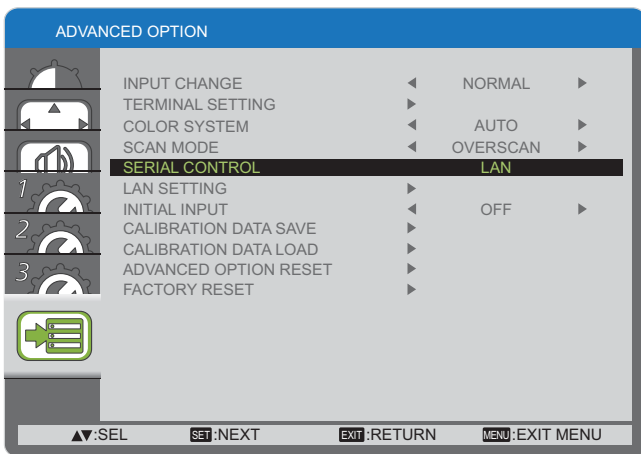 ADVANCED OPTION
INPUT CHANGE NORMAL
TERMINAL SETTING
COLOR SYSTEM AUTO
SCAN MODE OVERSCAN
SERIAL CONTROL LAN
1 LAN SETTING
INITIAL INPUT OFF
2 CALIBRATION DATA SAVE
CALIBRATION DATA LOAD
3 ADVANCED OPTION RESET
FACTORY RESET
▲▼:SEL SET:NEXT EXIT:RETURN MENU:EXIT MENU